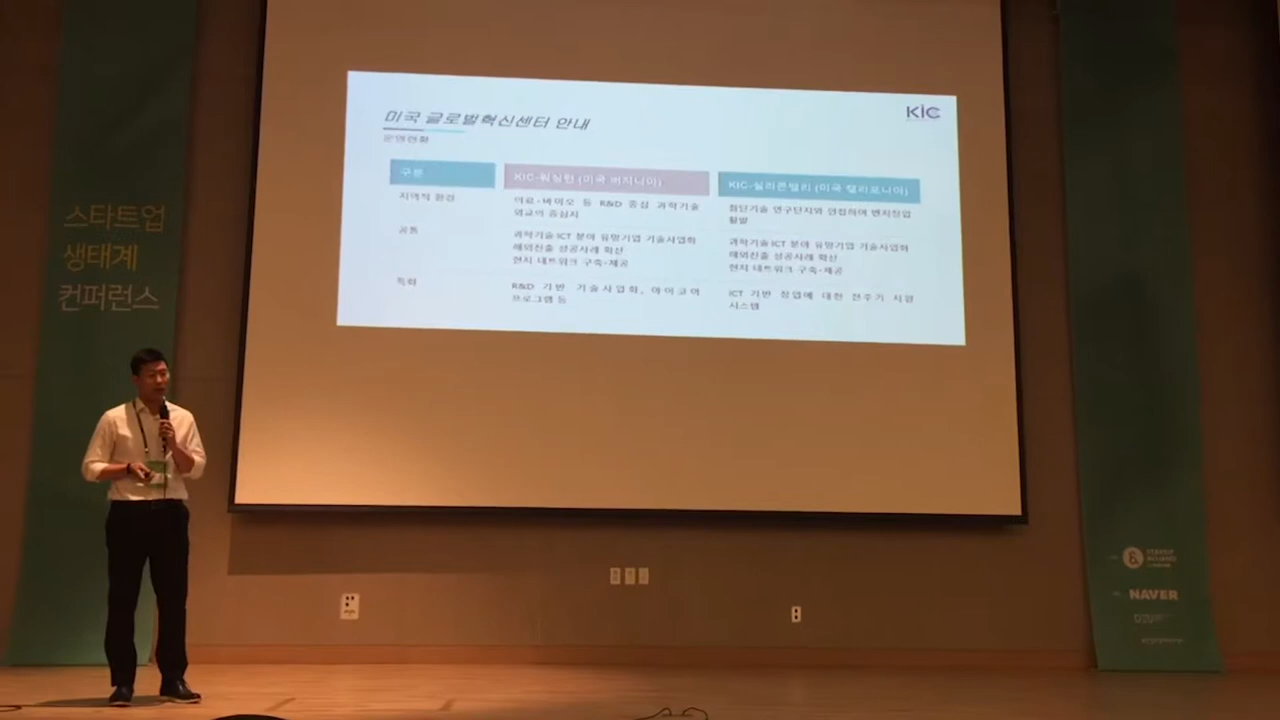 스타트업
생태계
컨퍼런스
KIC
미국 글로벌혁신센터 안내
운영현황
구분
KIC-워싱턴 (미국 버지니아)
KIC-실리콘밸리 (미국 캘리포니아)
지역적 환경
의료·바이오 등 R&D 중심 과학기술
외교의 중심지
첨단기술 연구단지와 인접하여 벤처창업
활발
공통
과학기술 ICT 분야 유망기업 기술사업화
해외진출 성공사례 확산
현지 네트워크 구축·제공
과학기술 ICT 분야 유망기업 기술사업화
해외진출 성공사례 확산
현지 네트워크 구축·제공
특화
R&D 기반 기술사업화, 아이코어
프로그램 등
ICT 기반 창업에 대한 전주기 지원
시스템
STARTUP
ALLIANCE
NAVER